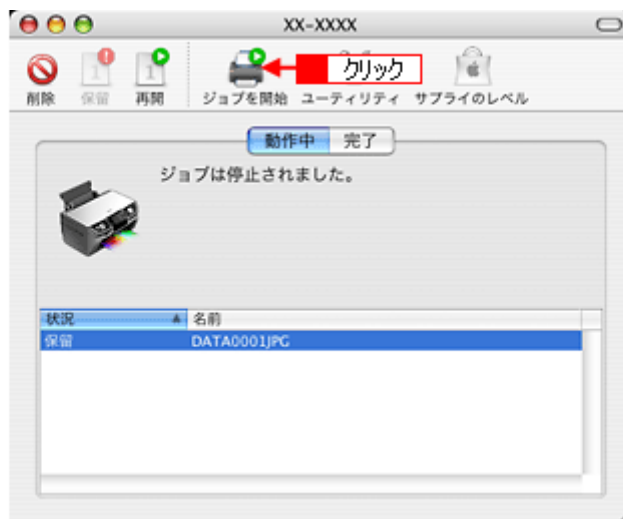 XX-XXXX
クリック
削除 保留 再開 ジョブを開始 ユーティリティ サプライのレベル
動作中 完了
ジョブは停止されました。
状況 名前
保留 DATA0001JPG